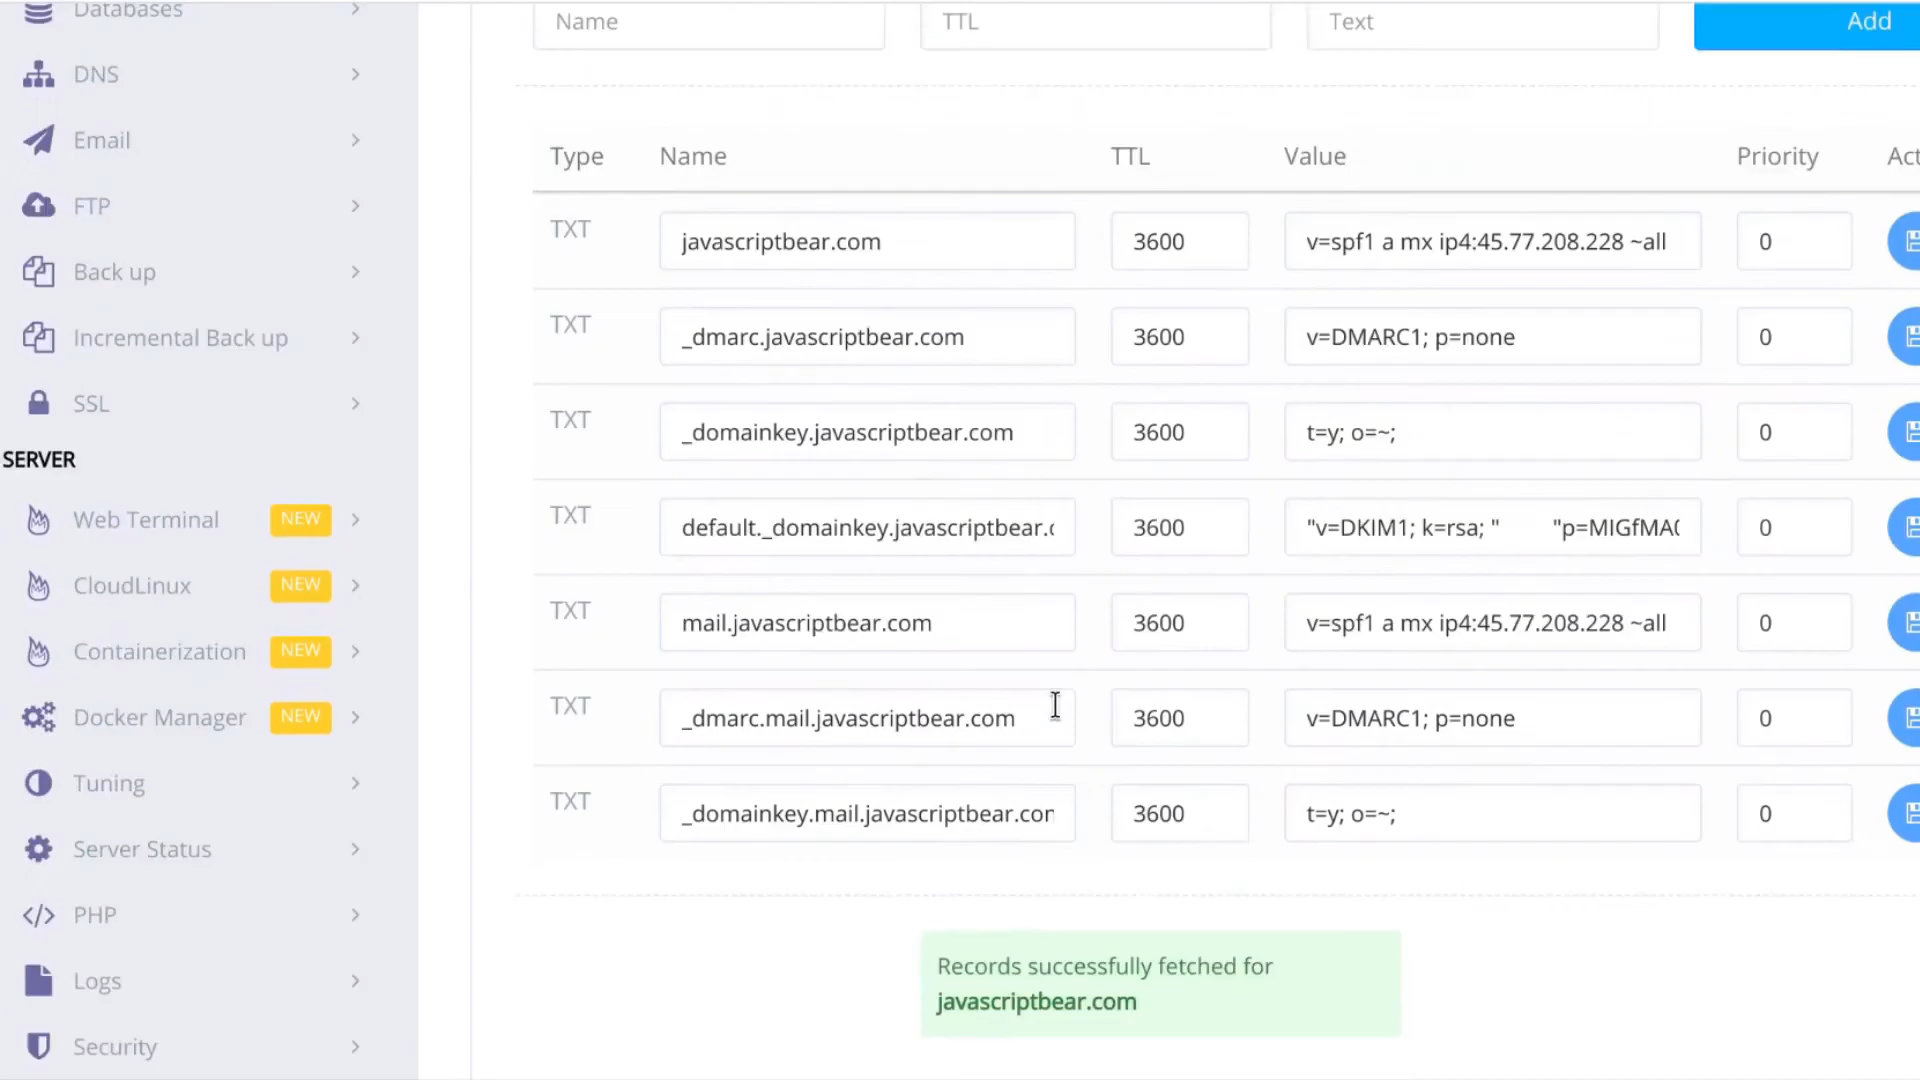 Databases
DNS
Email
FTP
Back up
Incremental Back up
SSL
SERVER
Web Terminal NEW
CloudLinux NEW
Containerization NEW
Docker Manager NEW
Tuning
Server Status
PHP
Logs
Security
Name TTL Text Add
Type Name TTL Value Priority Act
TXT javascriptbear.com 3600 v=spf1 a mx ip4:45.77.208.228 ~all 0
TXT _dmarc.javascriptbear.com 3600 v=DMARC1; p=none 0
TXT _domainkey.javascriptbear.com 3600 t=y; o=~; 0
TXT default._domainkey.javascriptbear.c 3600 "v=DKIM1; k=rsa; " "p=MIGfMA0 0
TXT mail.javascriptbear.com 3600 v=spf1 a mx ip4:45.77.208.228 ~all 0
TXT _dmarc.mail.javascriptbear.com 3600 v=DMARC1; p=none 0
TXT _domainkey.mail.javascriptbear.com 3600 t=y; o=~; 0
Records successfully fetched for
javascriptbear.com